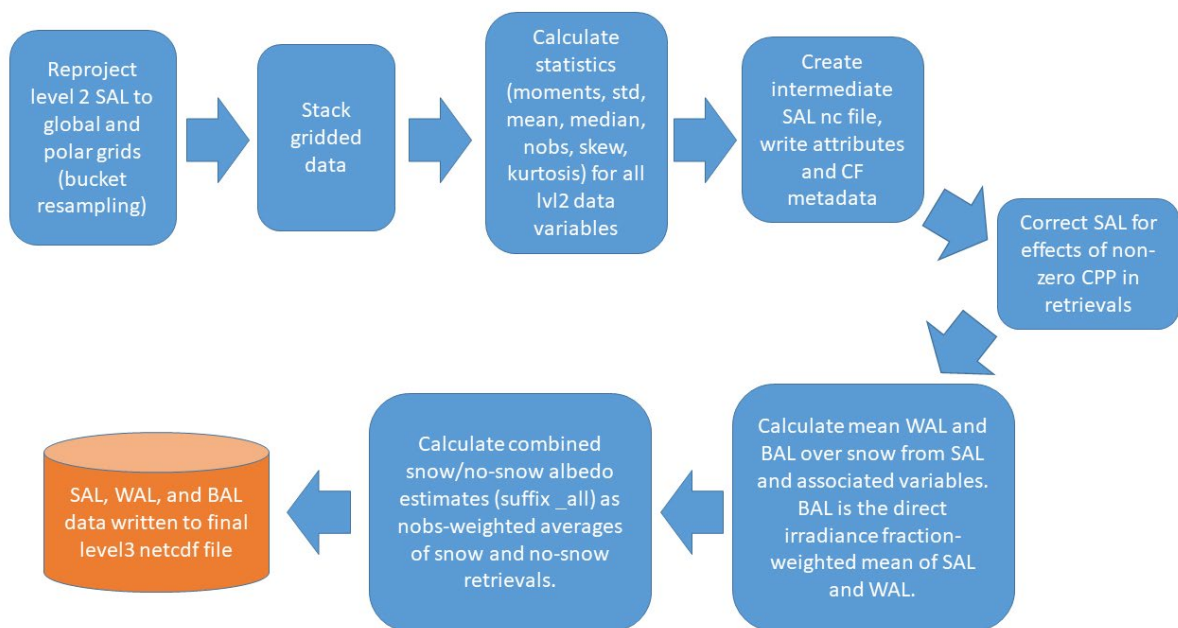 Reproject
level 2 SAL to
global and
polar grids
(bucket
resampling)
Stack
gridded
data
Calculate
statistics
(moments, std,
mean, median,
nobs, skew,
kurtosis) for all
lvl2 data
variables
Create
intermediate
SAL nc file,
write attributes
and CF
metadata
Correct SAL for
effects of non-
zero CPP in
retrievals
Calculate mean WAL and
BAL over snow from SAL
and associated variables.
BAL is the direct
irradiance fraction-
weighted mean of SAL
and WAL.
Calculate combined
snow/no-snow albedo
estimates (suffix _all) as
nobs-weighted averages
of snow and no-snow
retrievals.
SAL, WAL, and BAL
data written to final
level3 netcdf file